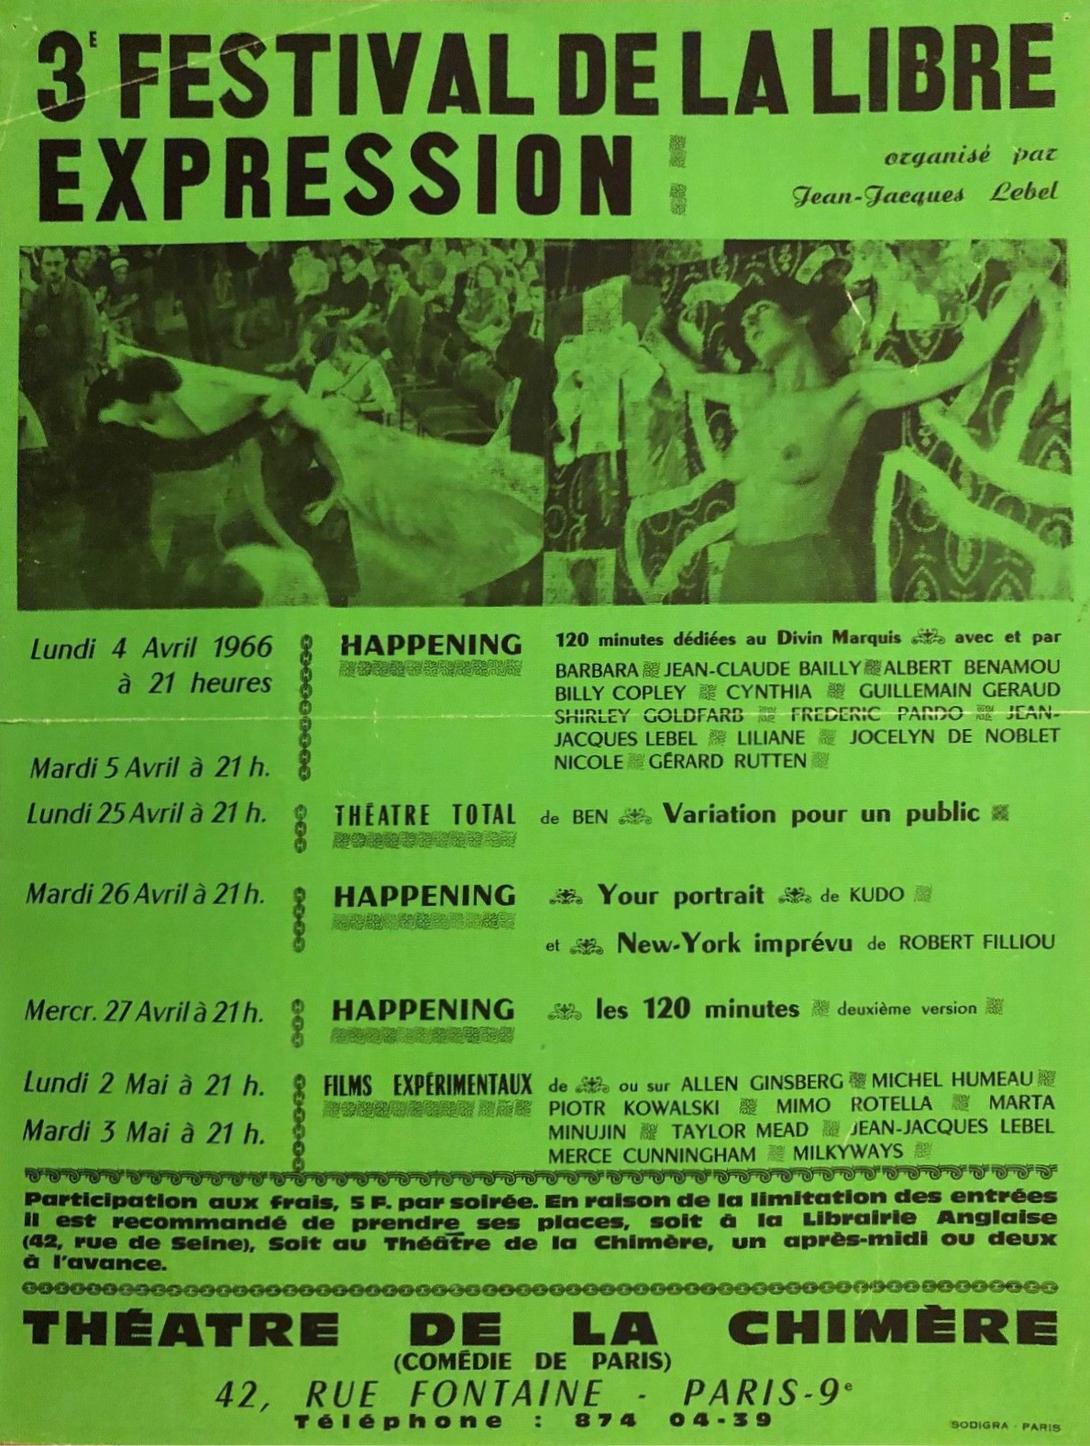 3E FESTIVAL DE LA LIBRE
EXPRESSION
organisé par
Jean-Jacques Lebel
Lundi 4 Avril 1966
à 21 heures
Mardi 5 Avril à 21 h.
HAPPENING
120 minutes dédiées au Divin Marquis avec et par
BARBARA JEAN-CLAUDE BAILLY ALBERT BENAMOU
BILLY COPLEY CYNTHIA GUILLEMAIN GERAUD
SHIRLEY GOLDFARB FREDERIC PARDO JEAN-
JACQUES LEBEL LILIANE JOCELYN DE NOBLET
NICOLE GÉRARD RUTTEN
Lundi 25 Avril à 21 h.
THÉATRE TOTAL
de BEN Variation pour un public
Mardi 26 Avril à 21 h.
HAPPENING
Your portrait de KUDO
et New-York imprévu de ROBERT FILLIOU
Mercr. 27 Avril à 21 h.
HAPPENING
les 120 minutes deuxième version
Lundi 2 Mai à 21 h.
Mardi 3 Mai à 21 h.
FILMS EXPÉRIMENTAUX
de ou sur ALLEN GINSBERG MICHEL HUMEAU
PIOTR KOWALSKI MIMO ROTELLA MARTA
MINUJIN TAYLOR MEAD JEAN-JACQUES LEBEL
MERCE CUNNINGHAM MILKYWAYS
Participation aux frais, 5 F. par soirée. En raison de la limitation des entrées
il est recommandé de prendre ses places, soit à la Librairie Anglaise
(42, rue de Seine), Soit au Théâtre de la Chimère, un après-midi ou deux
à l'avance.
THÉATRE DE LA CHIMÈRE
(COMÉDIE DE PARIS)
42, RUE FONTAINE - PARIS-9e
Téléphone : 874 04-39
SODIGRA - PARIS